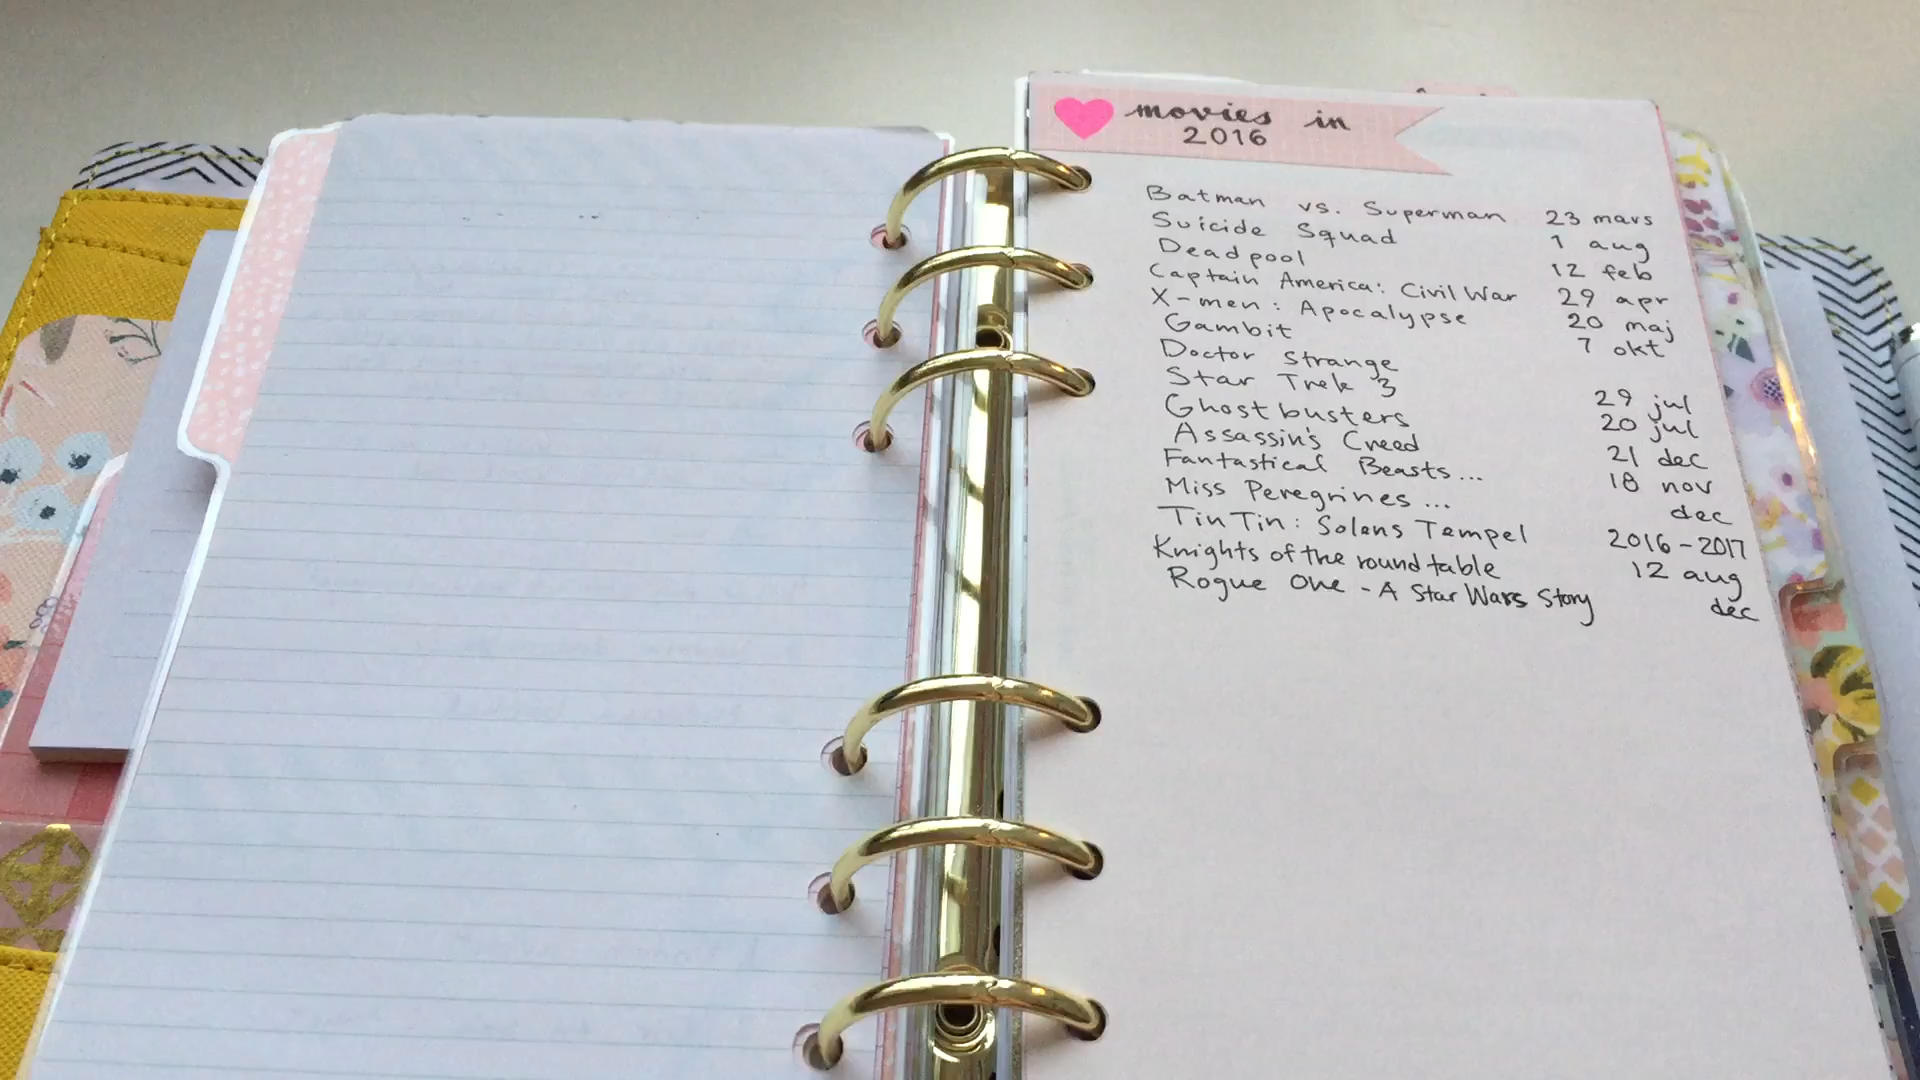 movies in
2016
Batman vs. Superman 23 mars
Suicide Squad 1 aug
Deadpool 12 feb
Captain America: Civil War 29 apr
X-men: Apocalypse 20 maj
Gambit 7 okt
Doctor Strange
Star Trek 3 29 jul
Ghostbusters 20 jul
Assassin's Creed 21 dec
Fantastical Beasts... 18 nov
Miss Peregrines... dec
TinTin: Solens Tempel 2016-2017
Knights of the round table 12 aug
Rogue One - A Star Wars Story dec